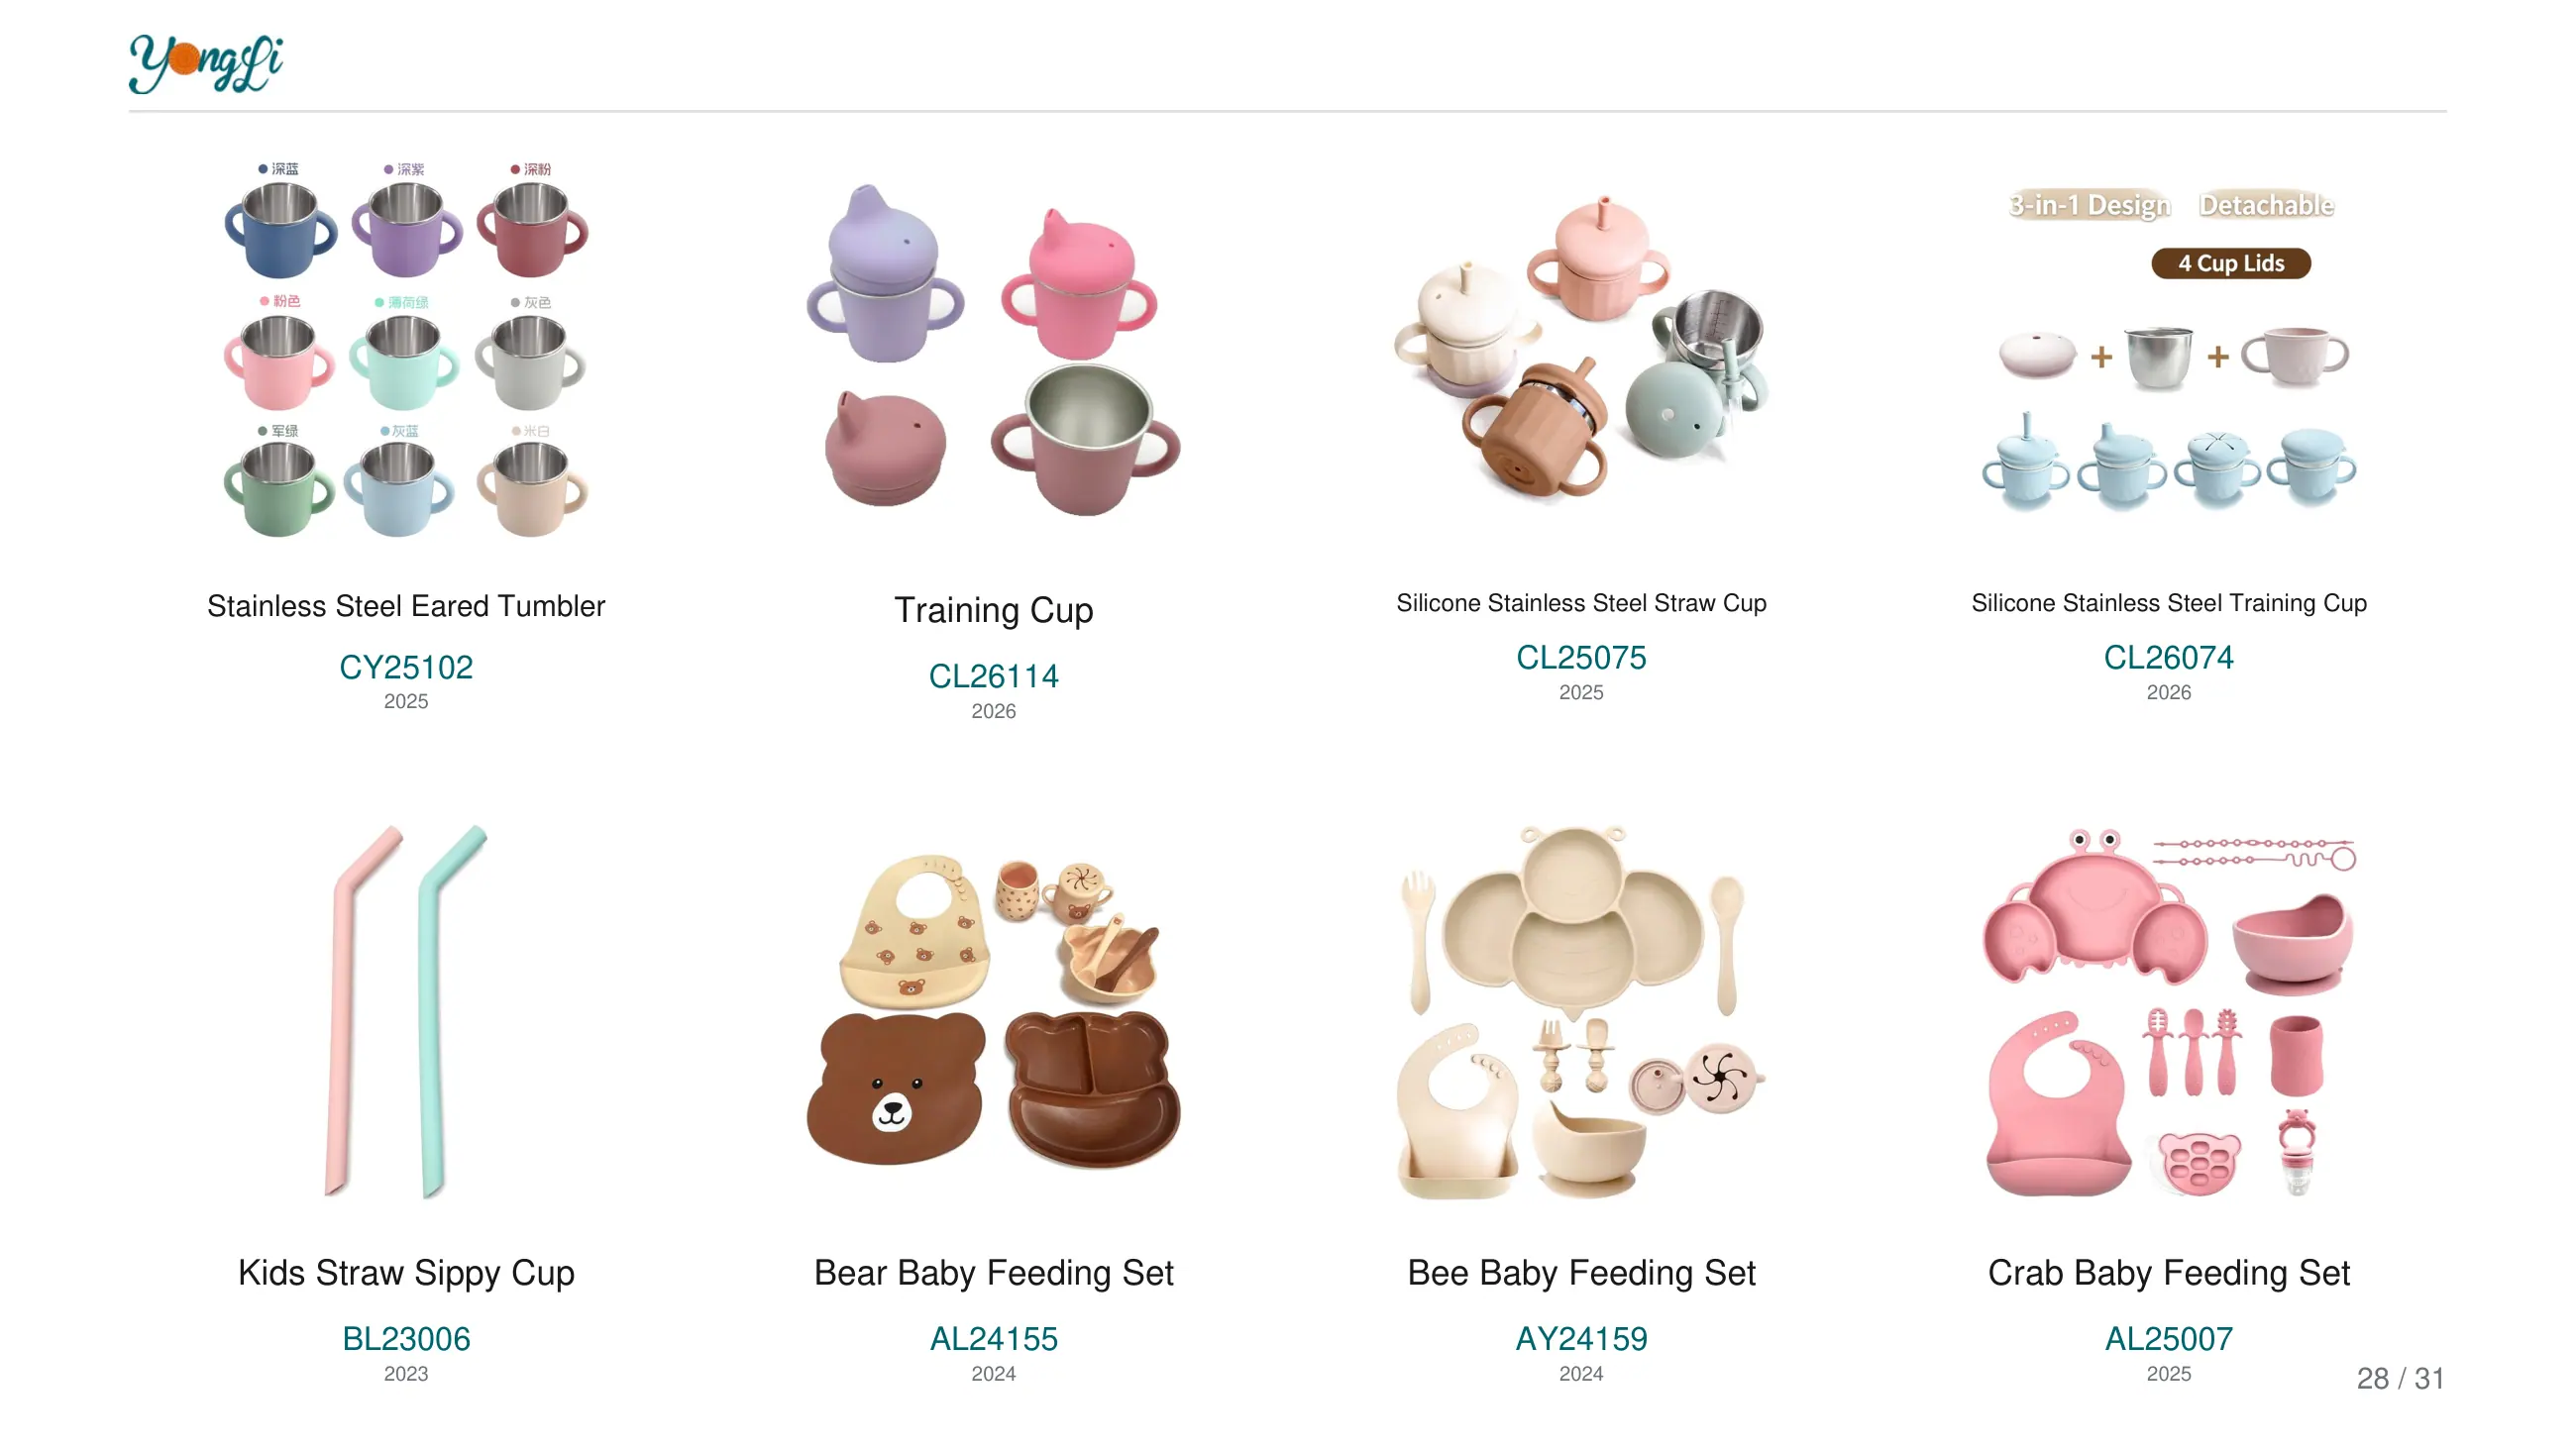 YongLi
深蓝
深紫
深粉
粉色
薄荷绿
灰色
军绿
灰蓝
米白
3-in-1 Design
Detachable
4 Cup Lids
+
+
Stainless Steel Eared Tumbler
CY25102
2025
Training Cup
CL26114
2026
Silicone Stainless Steel Straw Cup
CL25075
2025
Silicone Stainless Steel Training Cup
CL26074
2026
Kids Straw Sippy Cup
BL23006
2023
Bear Baby Feeding Set
AL24155
2024
Bee Baby Feeding Set
AY24159
2024
Crab Baby Feeding Set
AL25007
2025
28 / 31